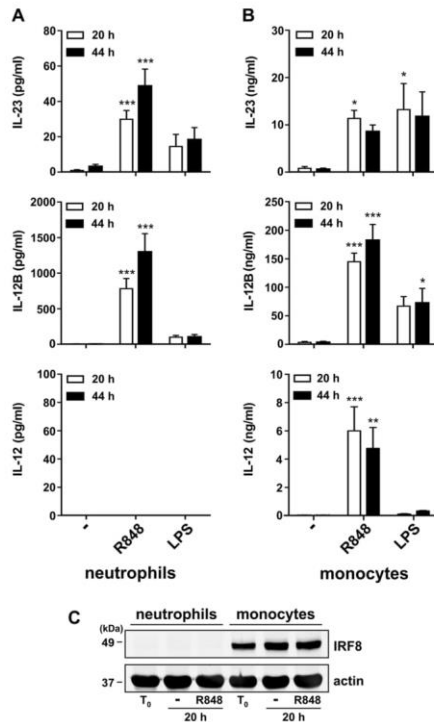 A
IL-23 (pg/ml)
80
60
40
20
0
20 h
44 h
***
***
IL-12B (pg/ml)
2000
1500
1000
500
0
20 h
44 h
***
***
IL-12 (pg/ml)
100
80
60
40
20
0
20 h
44 h
-
R848
LPS
neutrophils
B
IL-23 (ng/ml)
30
20
10
0
20 h
44 h
*
*
IL-12B (ng/ml)
250
200
150
100
50
0
20 h
44 h
***
***
*
IL-12 (ng/ml)
10
8
6
4
2
0
20 h
44 h
***
**
-
R848
LPS
monocytes
C
neutrophils monocytes
(kDa)
49
IRF8
37
actin
T0 - R848 T0 - R848
20 h 20 h